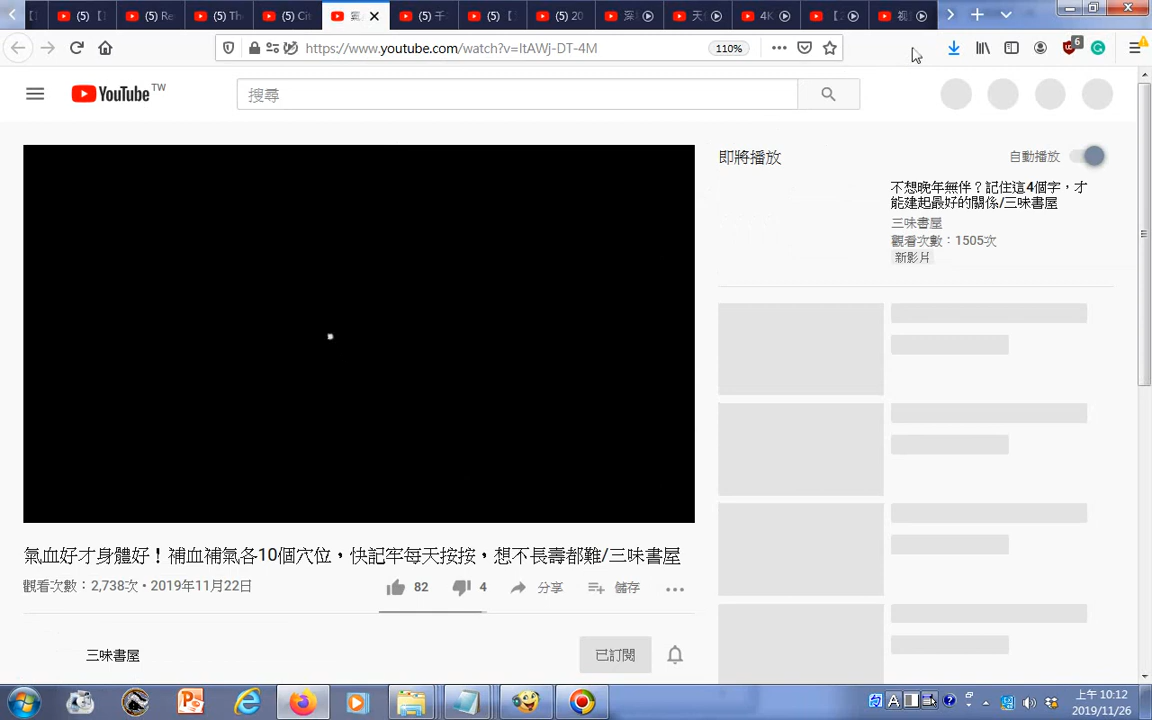 (5)
(5) Re
(5) Th
(5) Cit
氣
(5) 千
(5)
(5) 20
深
天
4K
視
https://www.youtube.com/watch?v=ItAWj-DT-4M
110%
6
YouTube TW
搜尋
即將播放
自動播放
不想晚年無伴？記住這4個字，才
能建起最好的關係/三味書屋
三味書屋
觀看次數：1505次
新影片
氣血好才身體好！補血補氣各10個穴位，快記牢每天按按，想不長壽都難/三味書屋
觀看次數：2,738次 • 2019年11月22日
82
4
分享
儲存
三味書屋
已訂閱
A
上午 10:12
2019/11/26